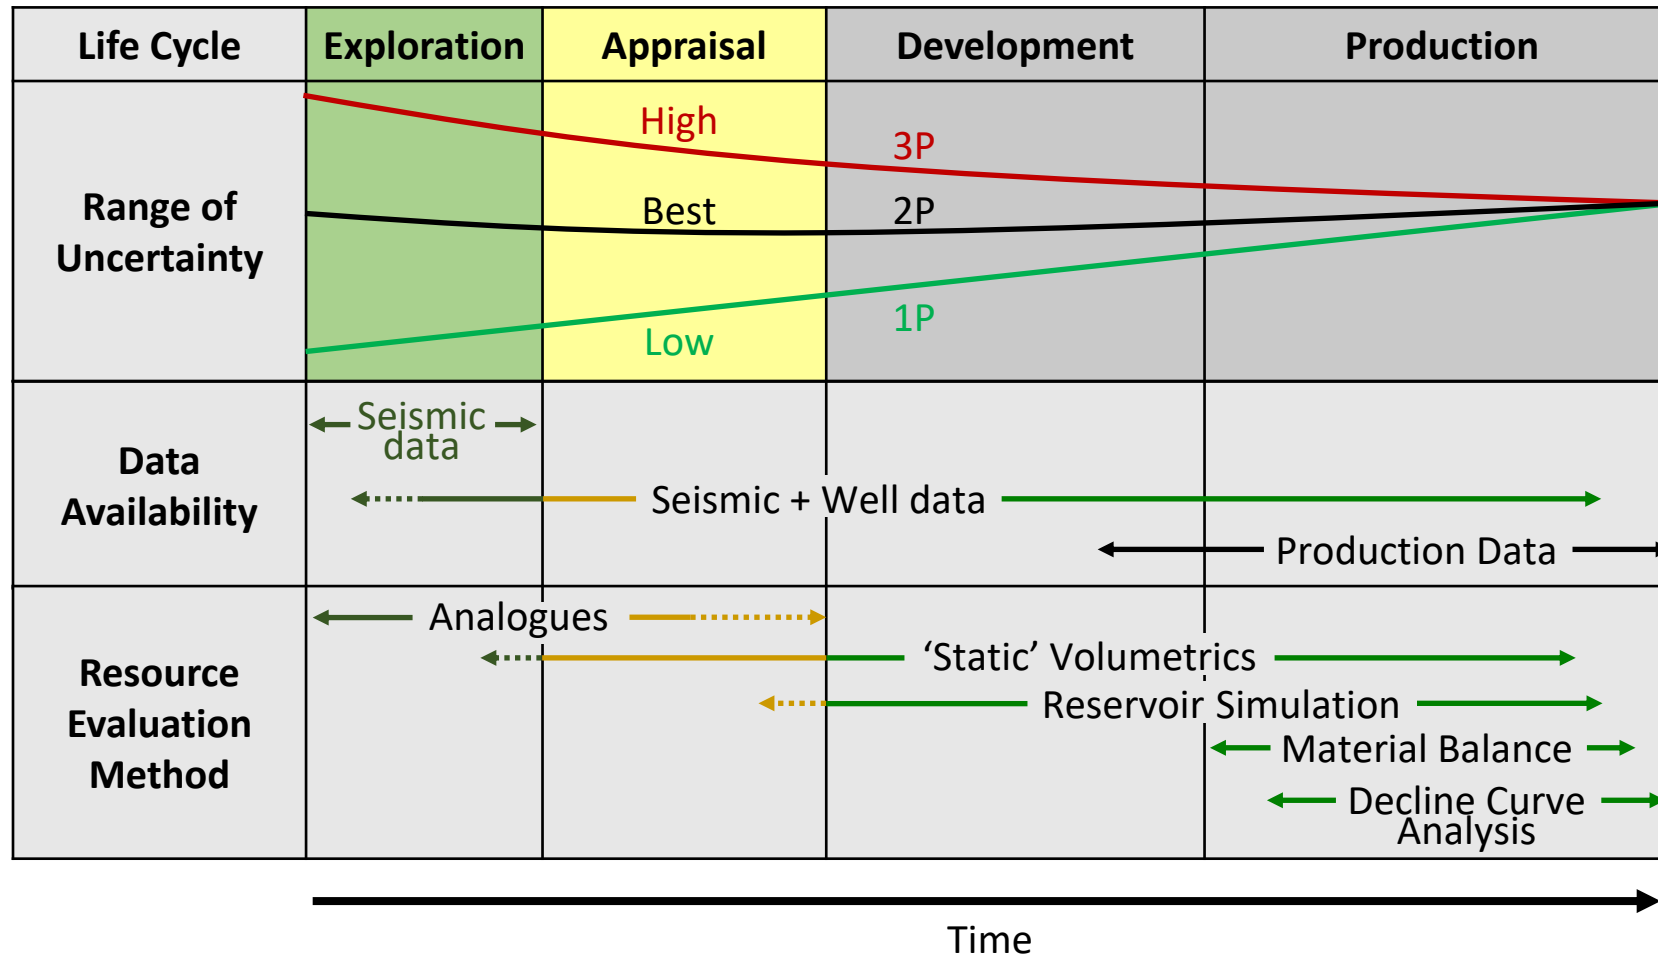 Life Cycle
Exploration
Appraisal
Development
Production
Range of
Uncertainty
High
3P
Best
2P
Low
1P
Data
Availability
Seismic
data
Seismic + Well data
Production Data
Resource
Evaluation
Method
Analogues
‘Static’ Volumetrics
Reservoir Simulation
Material Balance
Decline Curve
Analysis
Time